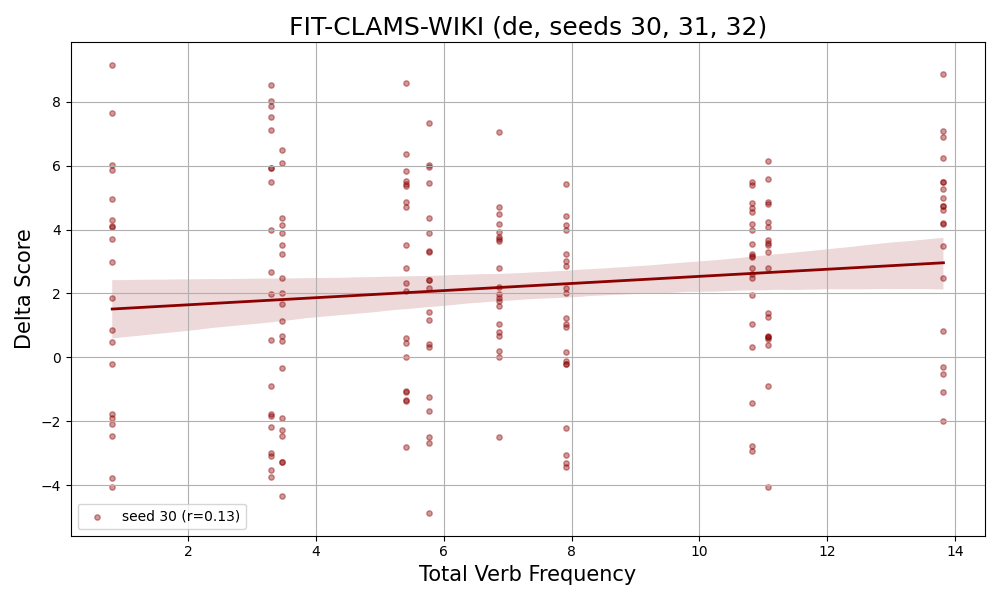 FIT-CLAMS-WIKI (de, seeds 30, 31, 32)
Delta Score
8
6
4
2
0
−2
−4
seed 30 (r=0.13)
2 4 6 8 10 12 14
Total Verb Frequency